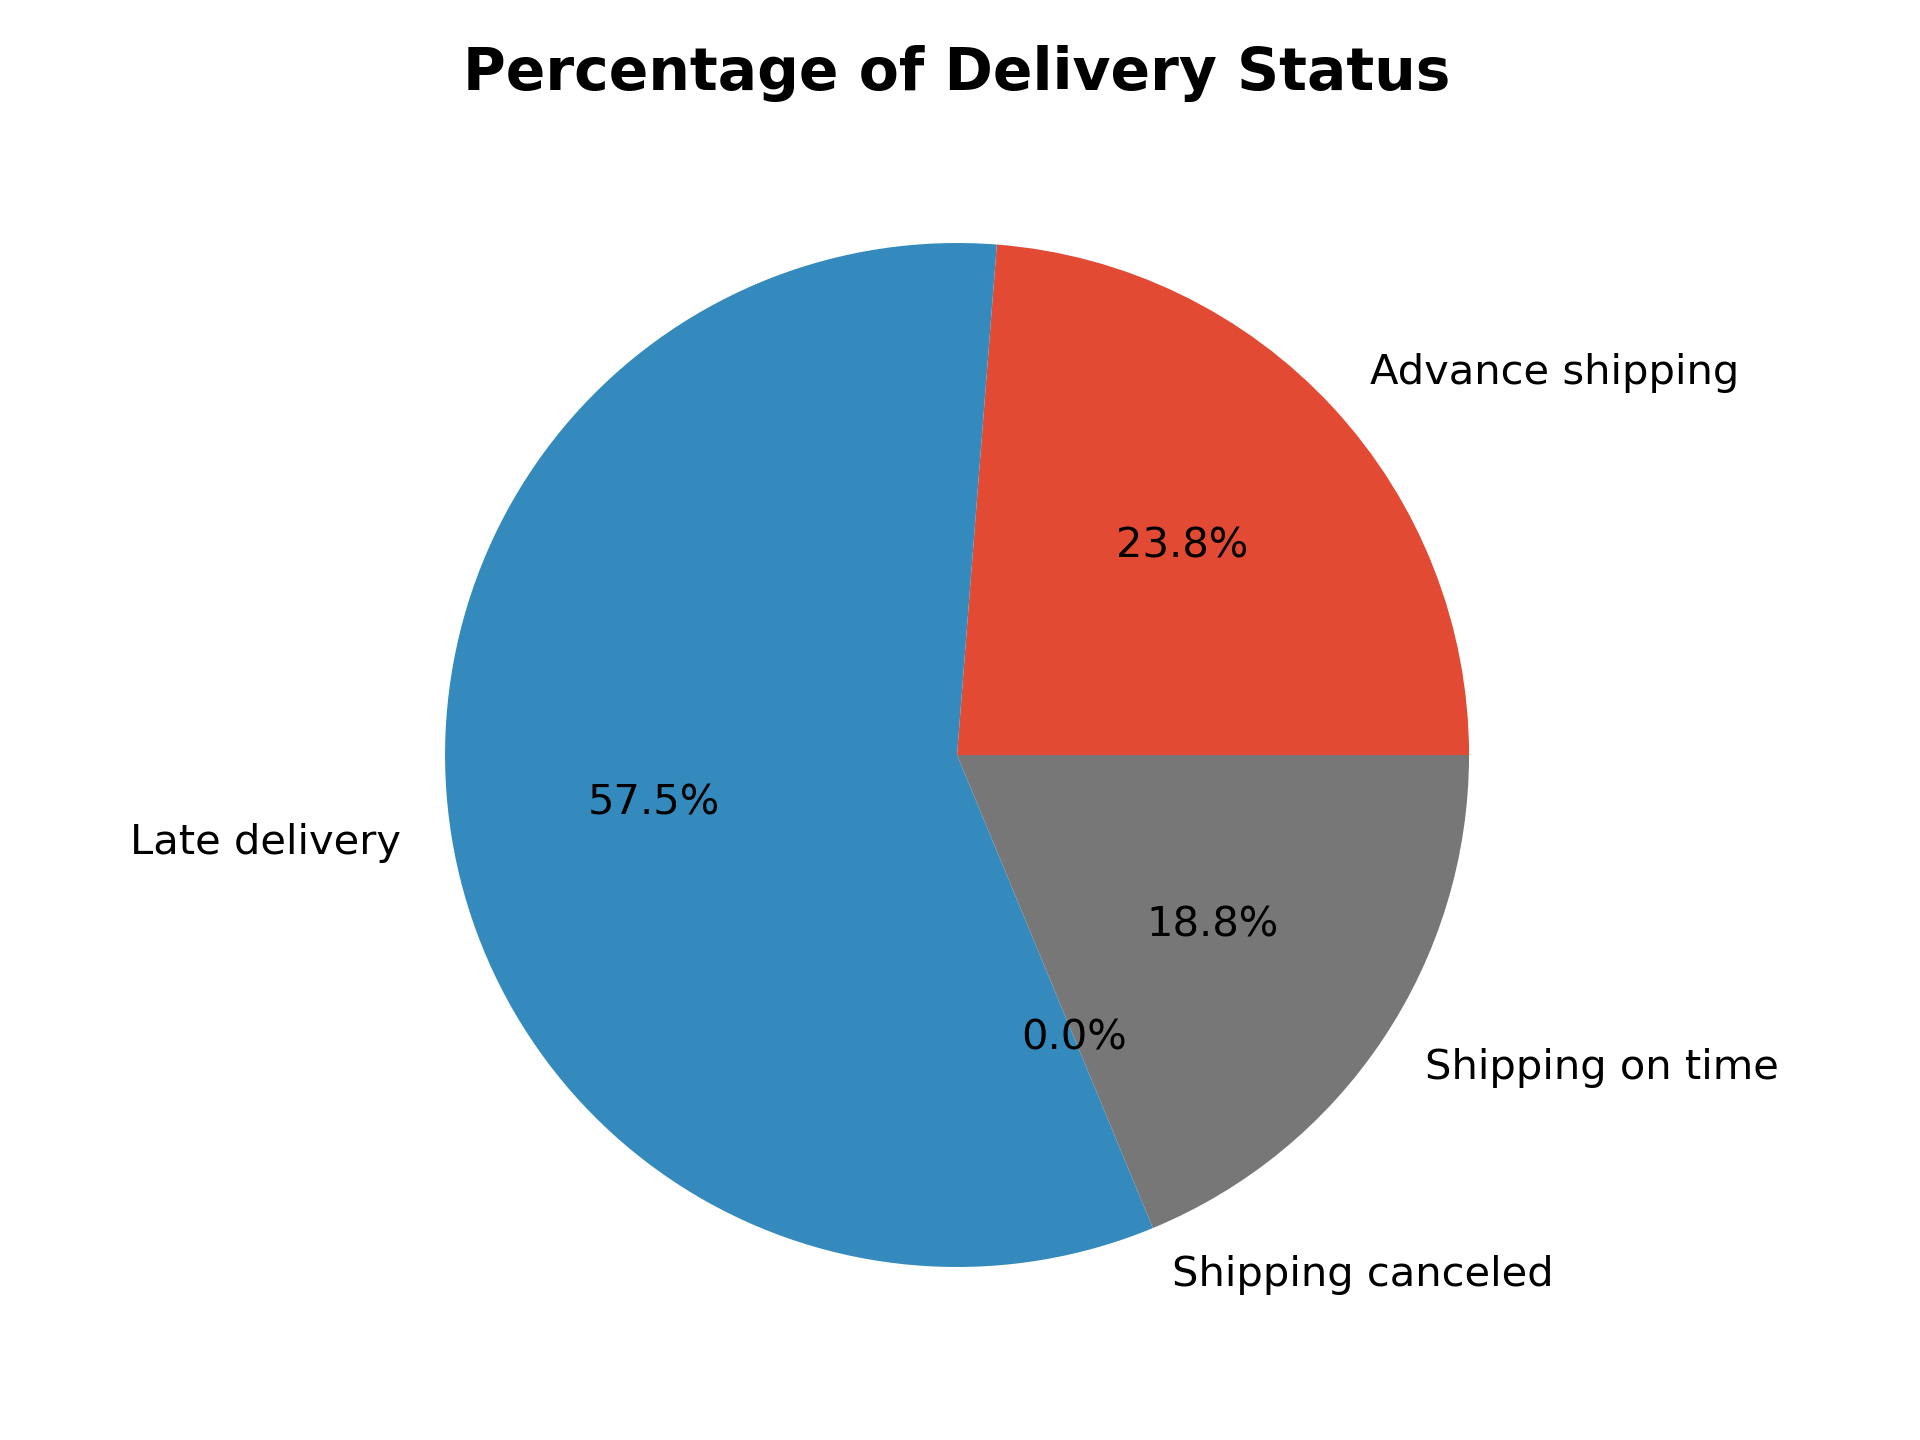 Percentage of Delivery Status
Advance shipping
23.8%
57.5%
Late delivery
18.8%
0.0%
Shipping on time
Shipping canceled